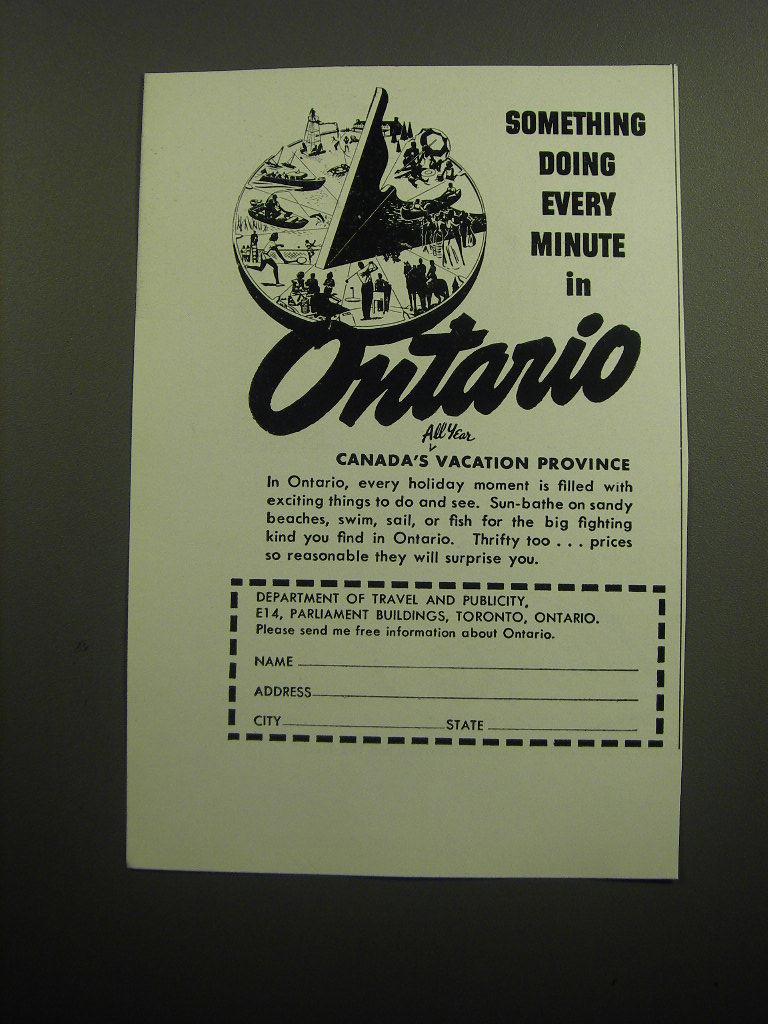 SOMETHING
DOING
EVERY
MINUTE
in
Ontario
All Year
CANADA'S VACATION PROVINCE
In Ontario, every holiday moment is filled with
exciting things to do and see. Sun-bathe on sandy
beaches, swim, sail, or fish for the big fighting
kind you find in Ontario. Thrifty too . . . prices
so reasonable they will surprise you.
DEPARTMENT OF TRAVEL AND PUBLICITY,
E14, PARLIAMENT BUILDINGS, TORONTO, ONTARIO.
Please send me free information about Ontario.
NAME
ADDRESS
CITY STATE